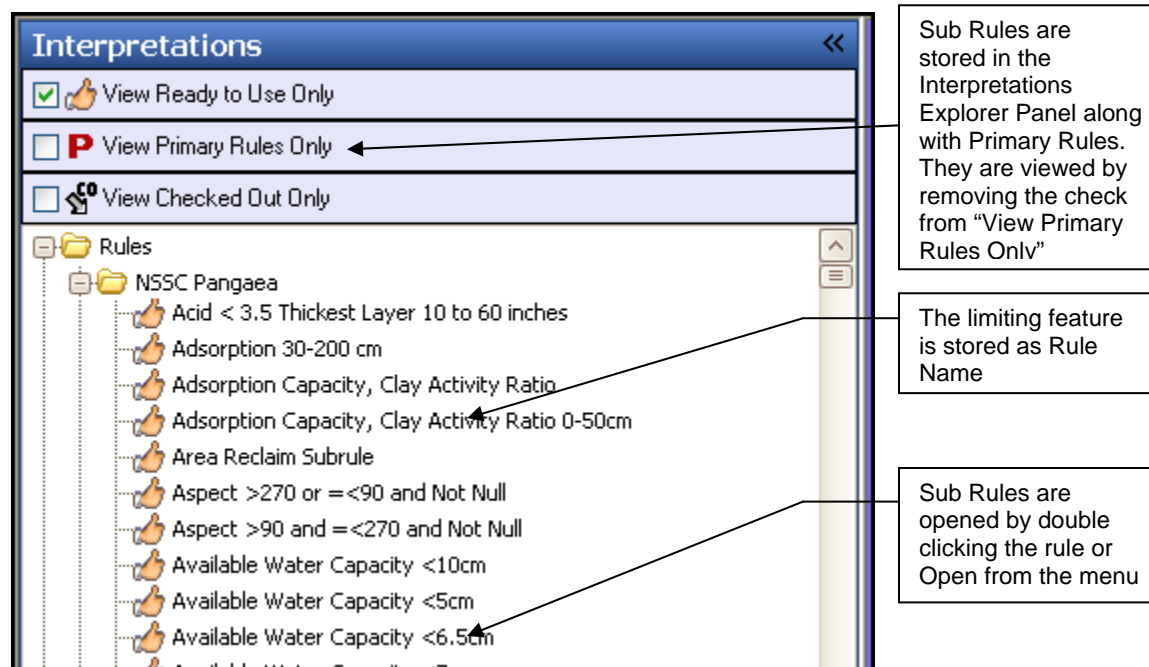 Interpretations
View Ready to Use Only
P View Primary Rules Only
CO View Checked Out Only
Rules
NSSC Pangaea
Acid < 3.5 Thickest Layer 10 to 60 inches
Adsorption 30-200 cm
Adsorption Capacity, Clay Activity Ratio
Adsorption Capacity, Clay Activity Ratio 0-50cm
Area Reclaim Subrule
Aspect >270 or =<90 and Not Null
Aspect >90 and =<270 and Not Null
Available Water Capacity <10cm
Available Water Capacity <5cm
Available Water Capacity <6.5cm
Sub Rules are
stored in the
Interpretations
Explorer Panel along
with Primary Rules.
They are viewed by
removing the check
from “View Primary
Rules Only”
The limiting feature
is stored as Rule
Name
Sub Rules are
opened by double
clicking the rule or
Open from the menu